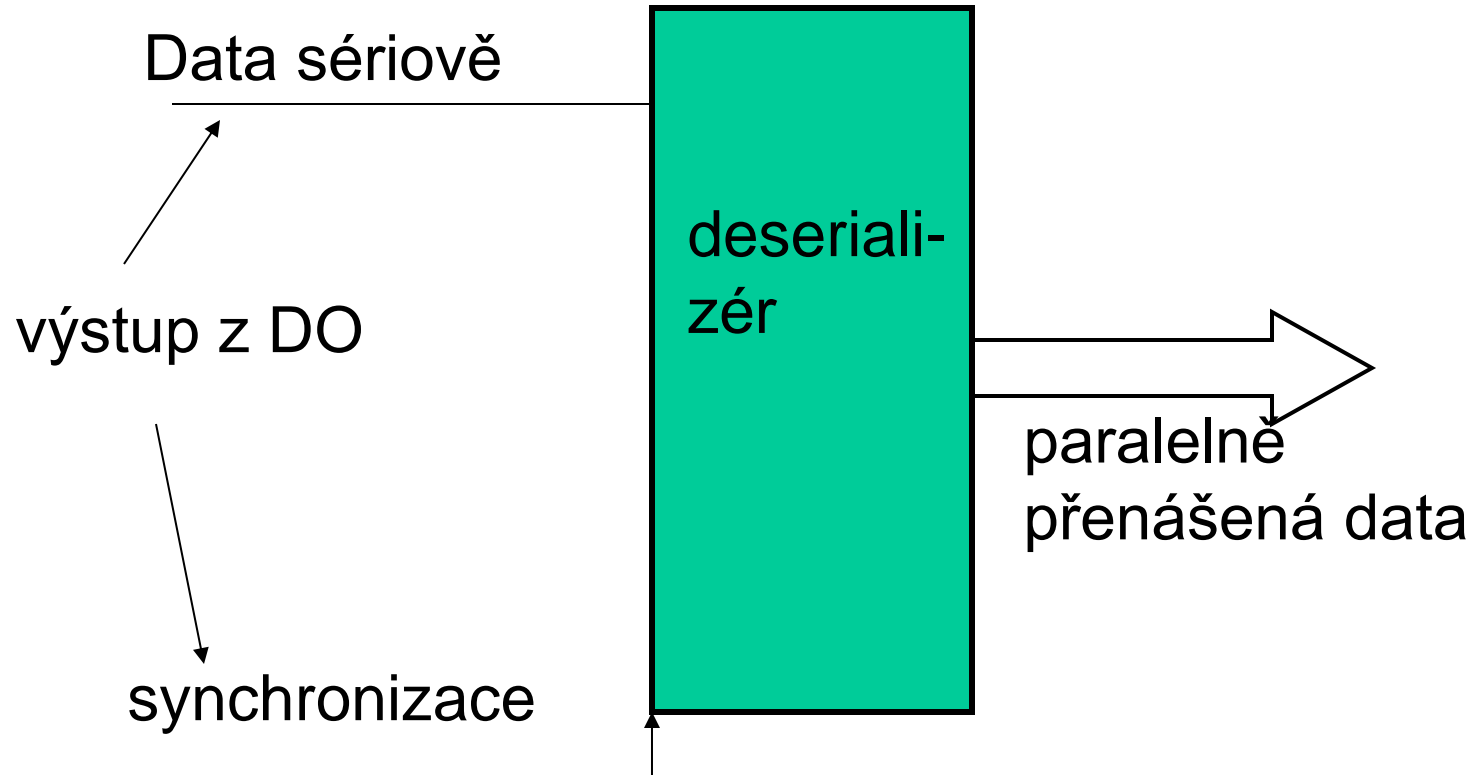 Data sériově
deseriali-
zér
výstup z DO
paralelně
přenášená data
synchronizace